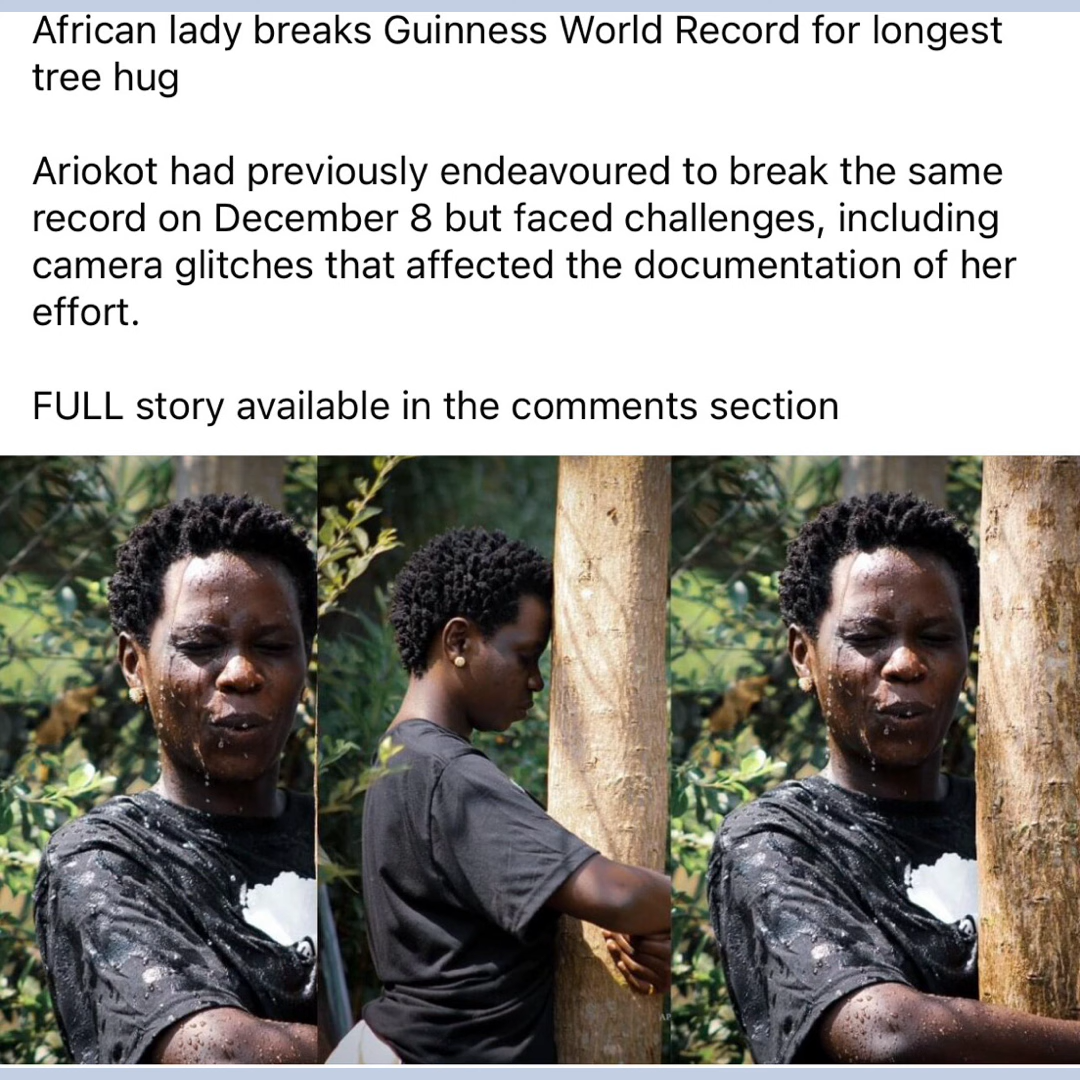 African lady breaks Guinness World Record for longest
tree hug
Ariokot had previously endeavoured to break the same
record on December 8 but faced challenges, including
camera glitches that affected the documentation of her
effort.
FULL story available in the comments section
AP